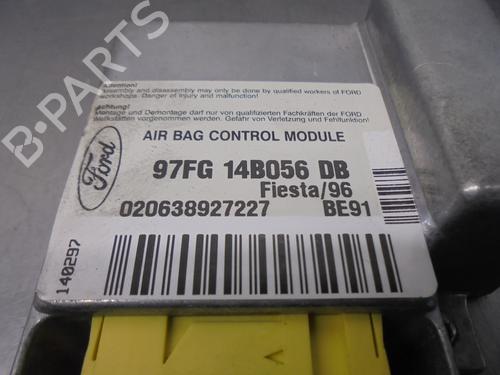 Attention!
Assembly and disassembly may only be done by qualified workers of FORD
workshops. Danger of injury and malfunction!
Achtung!
Montage und Demontage darf nur von qualifizierten Fachkräften der FORD
Werkstätten vorgenommen werden. Gefahr von Verletzung und Fehlfunktion!
AIR BAG CONTROL MODULE
Ford
97FG 14B056 DB
Fiesta/96
020638927227 BE91
140297
B-PARTS